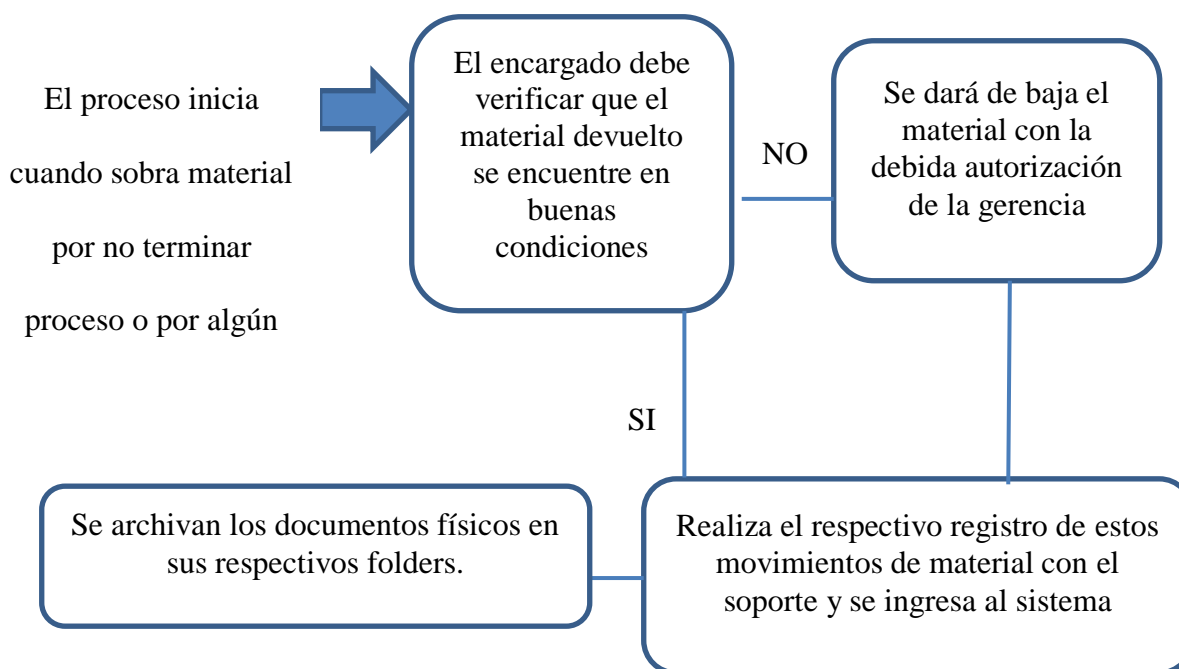 El proceso inicia
cuando sobra material
por no terminar
proceso o por algún
El encargado debe
verificar que el
material devuelto
se encuentre en
buenas
condiciones
NO
Se dará de baja el
material con la
debida autorización
de la gerencia
SI
Realiza el respectivo registro de estos
movimientos de material con el
soporte y se ingresa al sistema
Se archivan los documentos físicos en
sus respectivos folders.